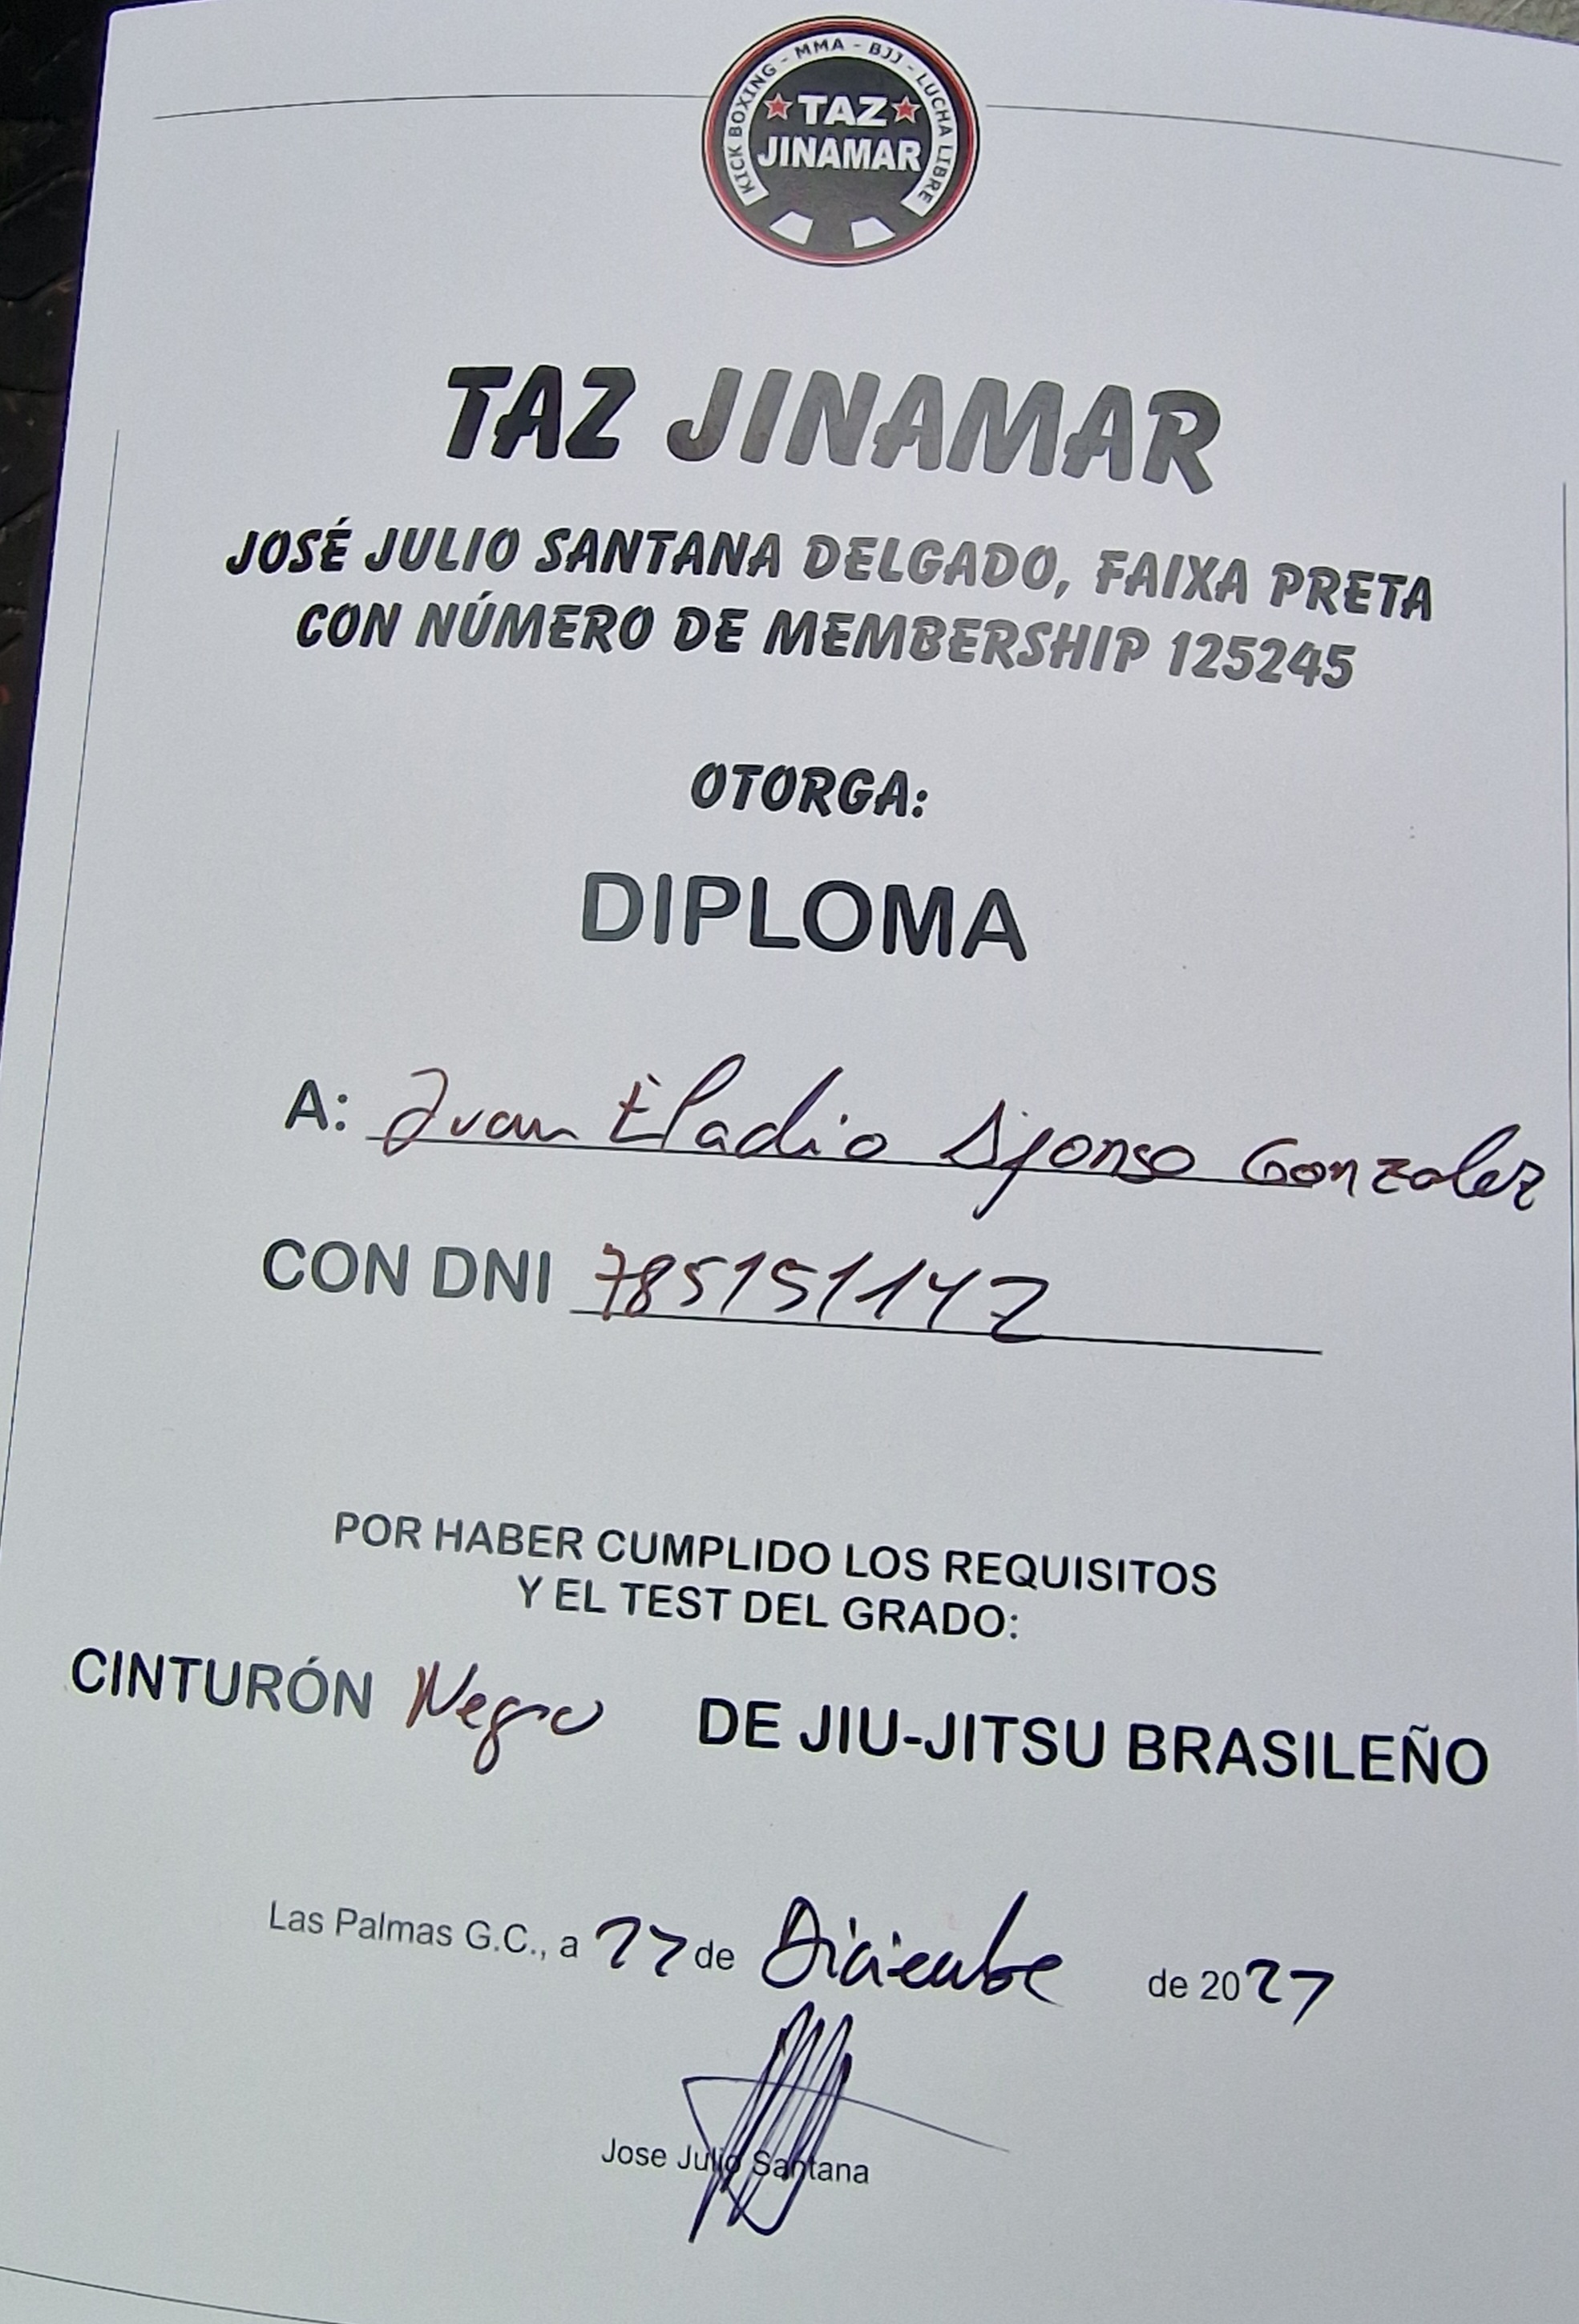 KICK BOXING - MMA - BJJ - LUCHA LIBRE
TAZ
JINAMAR
TAZ JINAMAR
JOSÉ JULIO SANTANA DELGADO, FAIXA PRETA
CON NÚMERO DE MEMBERSHIP 125245
OTORGA:
DIPLOMA
A: Juan Eladio Afonso Gonzalez
CON DNI 78515114Z
POR HABER CUMPLIDO LOS REQUISITOS
Y EL TEST DEL GRADO:
CINTURÓN Negro DE JIU-JITSU BRASILEÑO
Las Palmas G.C., a de Diciembre de 20
Jose Julio Santana